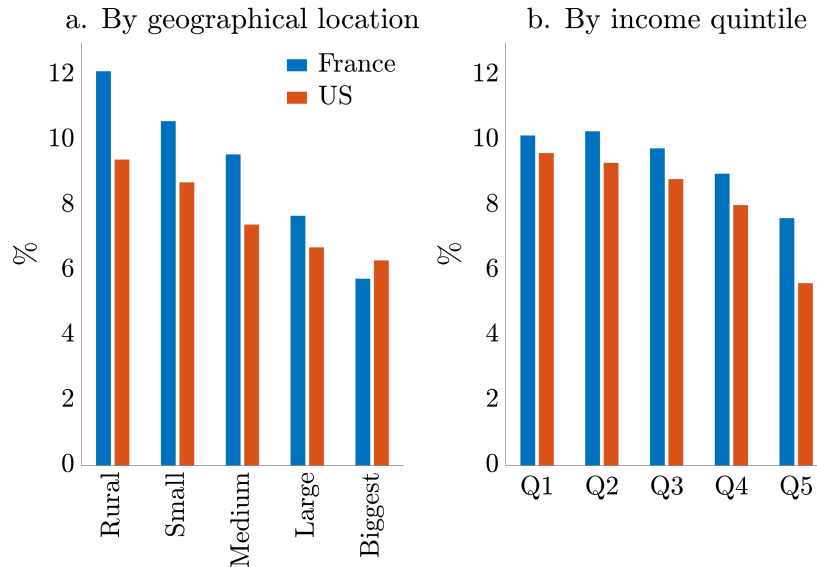 a. By geographical location
France
US
%
12
10
8
6
4
2
0
Rural
Small
Medium
Large
Biggest
b. By income quintile
%
12
10
8
6
4
2
0
Q1 Q2 Q3 Q4 Q5